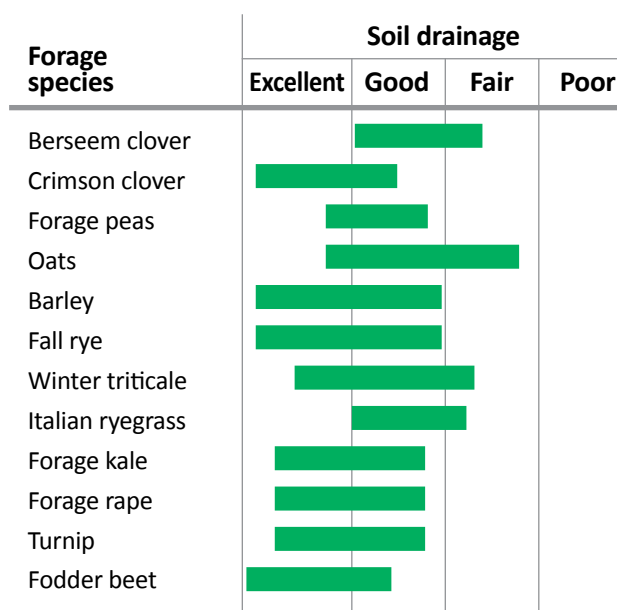 Forage
species
Soil drainage
Excellent Good Fair Poor
Berseem clover
Crimson clover
Forage peas
Oats
Barley
Fall rye
Winter triticale
Italian ryegrass
Forage kale
Forage rape
Turnip
Fodder beet